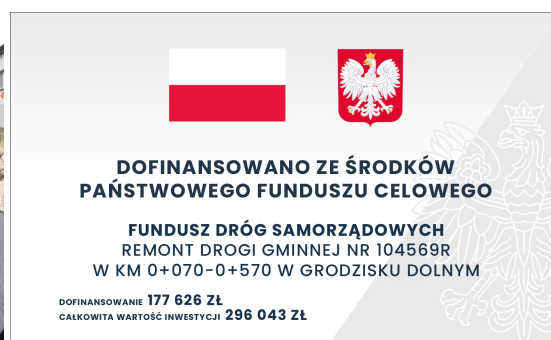 DOFINANSOWANO ZE ŚRODKÓW
PAŃSTWOWEGO FUNDUSZU CELOWEGO
FUNDUSZ DRÓG SAMORZĄDOWYCH
REMONT DROGI GMINNEJ NR 104569R
W KM 0+070-0+570 W GRODZISKU DOLNYM
DOFINANSOWANIE 177 626 ZŁ
CAŁKOWITA WARTOŚĆ INWESTYCJI 296 043 ZŁ